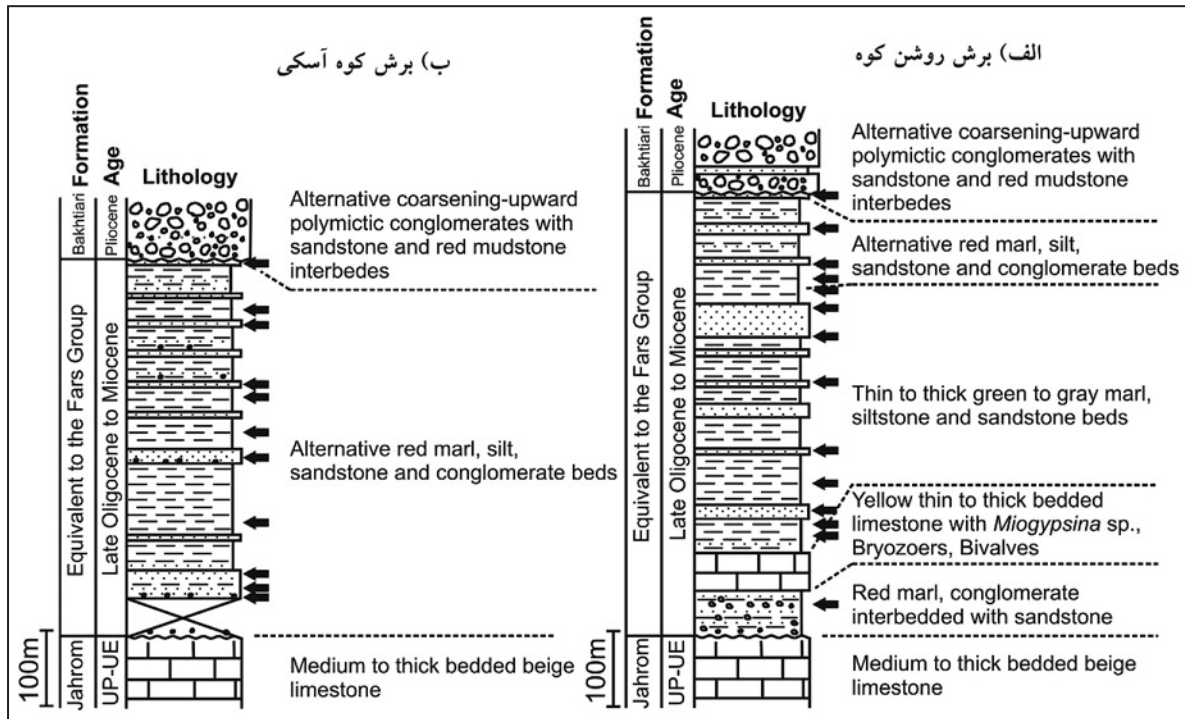 ب) برش کوه آسکی
Formation
Age
Lithology
Bakhtiari
Pliocene
Equivalent to the Fars Group
Late Oligocene to Miocene
Jahrom
UP-UE
100m
Alternative coarsening-upward
polymictic conglomerates with
sandstone and red mudstone
interbedes
Alternative red marl, silt,
sandstone and conglomerate beds
Medium to thick bedded beige
limestone
الف) برش روشن کوه
Formation
Age
Lithology
Bakhtiari
Pliocene
Equivalent to the Fars Group
Late Oligocene to Miocene
Jahrom
UP-UE
100m
Alternative coarsening-upward
polymictic conglomerates with
sandstone and red mudstone
interbedes
Alternative red marl, silt,
sandstone and conglomerate beds
Thin to thick green to gray marl,
siltstone and sandstone beds
Yellow thin to thick bedded
limestone with Miogypsina sp.,
Bryozoers, Bivalves
Red marl, conglomerate
interbedded with sandstone
Medium to thick bedded beige
limestone